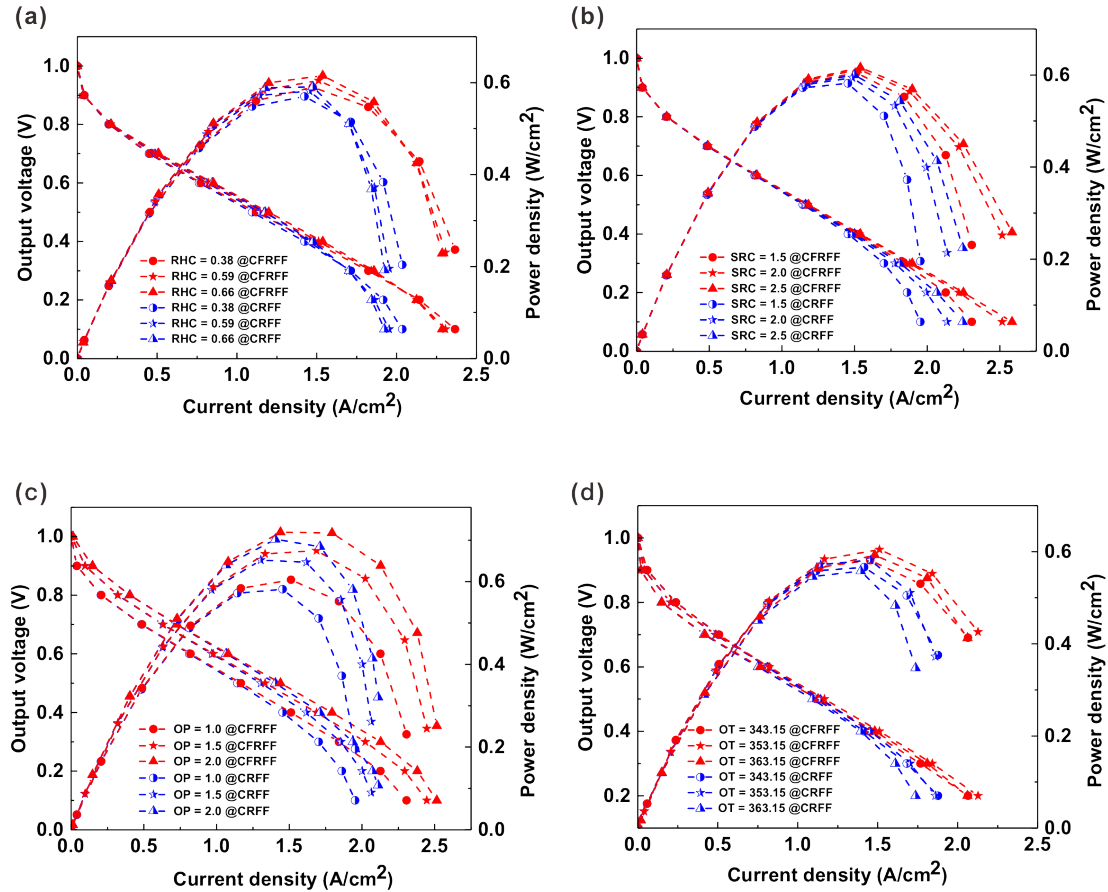 (a)
1.0
0.8
0.6
0.4
0.2
0.0
Output voltage (V)
RHC = 0.38 @CFRFF
RHC = 0.59 @CFRFF
RHC = 0.66 @CFRFF
RHC = 0.38 @CRFF
RHC = 0.59 @CRFF
RHC = 0.66 @CRFF
0.6
0.4
0.2
0.0
Power density (W/cm²)
0.0 0.5 1.0 1.5 2.0 2.5
Current density (A/cm²)
(b)
1.0
0.8
0.6
0.4
0.2
0.0
Output voltage (V)
SRC = 1.5 @CFRFF
SRC = 2.0 @CFRFF
SRC = 2.5 @CFRFF
SRC = 1.5 @CRFF
SRC = 2.0 @CRFF
SRC = 2.5 @CRFF
0.6
0.4
0.2
0.0
Power density (W/cm²)
0.0 0.5 1.0 1.5 2.0 2.5
Current density (A/cm²)
(c)
1.0
0.8
0.6
0.4
0.2
0.0
Output voltage (V)
OP = 1.0 @CFRFF
OP = 1.5 @CFRFF
OP = 2.0 @CFRFF
OP = 1.0 @CRFF
OP = 1.5 @CRFF
OP = 2.0 @CRFF
0.6
0.4
0.2
0.0
Power density (W/cm²)
0.0 0.5 1.0 1.5 2.0 2.5
Current density (A/cm²)
(d)
1.0
0.8
0.6
0.4
0.2
Output voltage (V)
OT = 343.15 @CFRFF
OT = 353.15 @CFRFF
OT = 363.15 @CFRFF
OT = 343.15 @CRFF
OT = 353.15 @CRFF
OT = 363.15 @CRFF
0.6
0.4
0.2
0.0
Power density (W/cm²)
0.0 0.5 1.0 1.5 2.0 2.5
Current density (A/cm²)